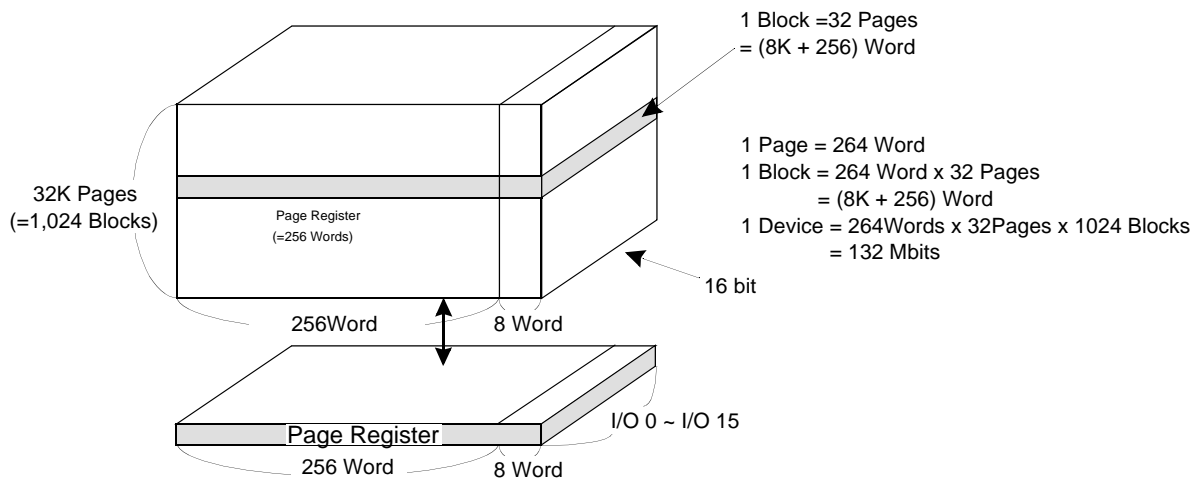 1 Block =32 Pages
= (8K + 256) Word
1 Page = 264 Word
1 Block = 264 Word x 32 Pages
= (8K + 256) Word
1 Device = 264Words x 32Pages x 1024 Blocks
= 132 Mbits
32K Pages
(=1,024 Blocks)
Page Register
(=256 Words)
16 bit
256Word
8 Word
I/O 0 ~ I/O 15
Page Register
256 Word
8 Word